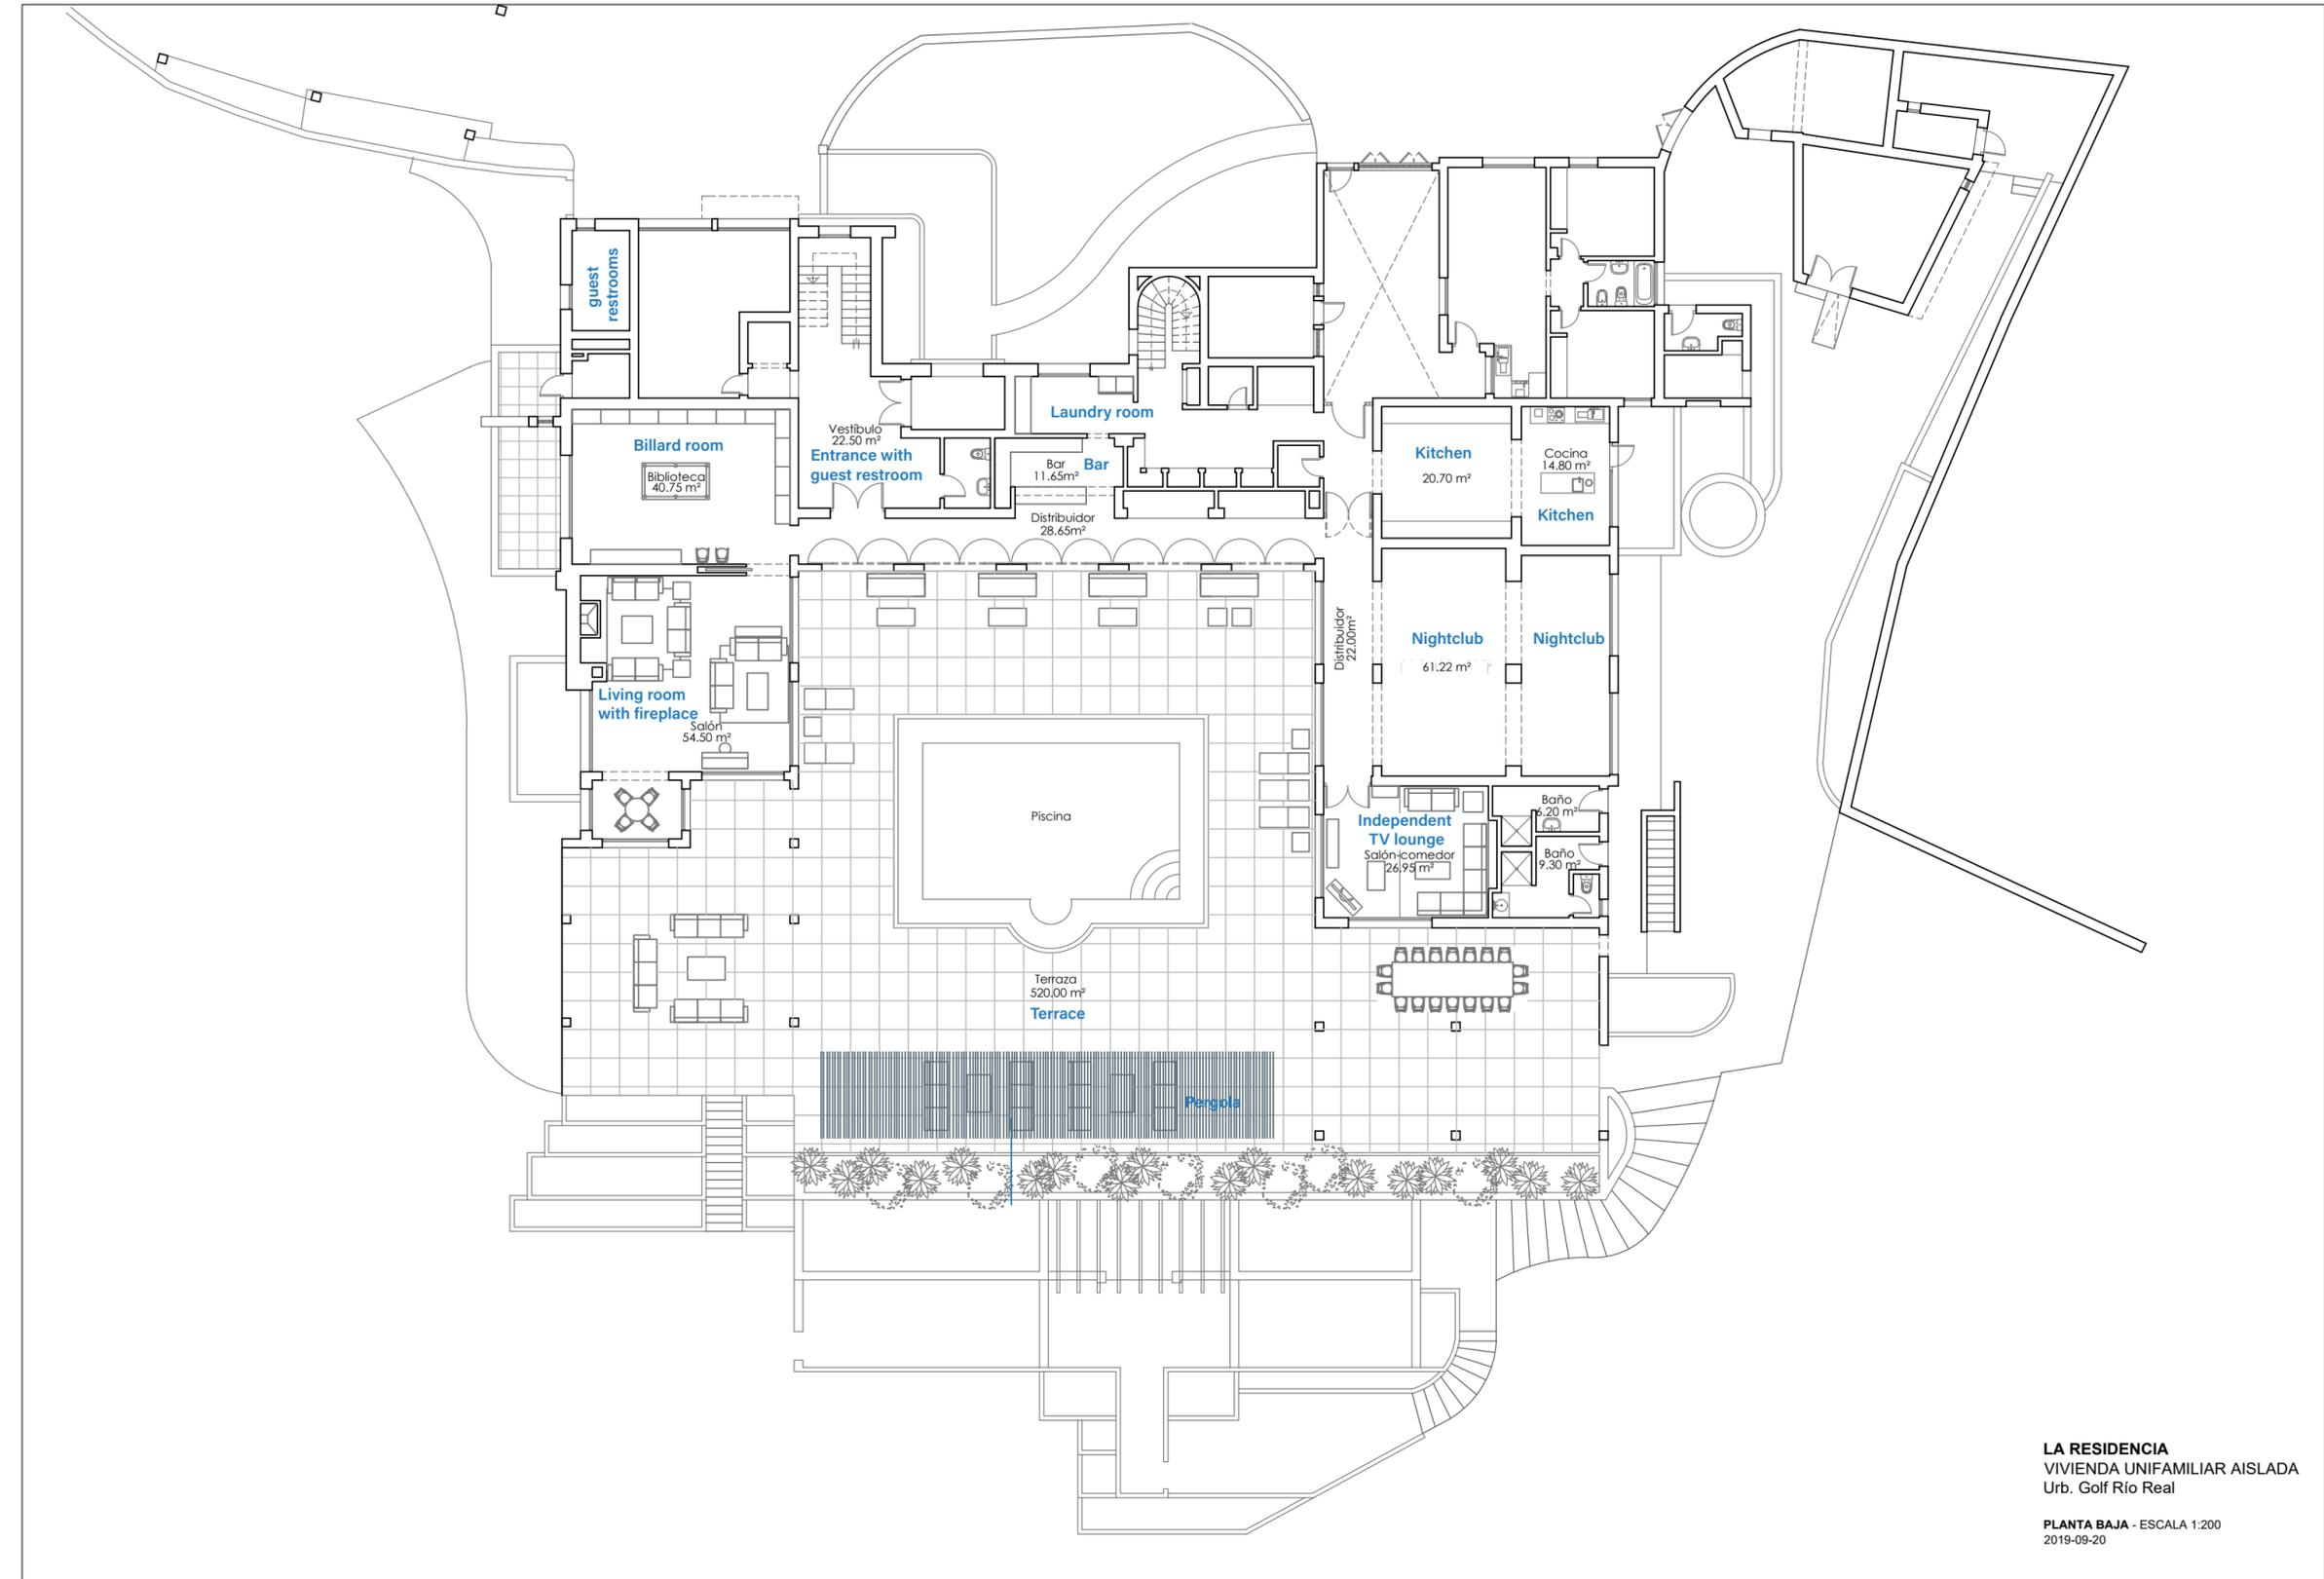 guest
restrooms
Laundry room
Vestíbulo
22.50 m²
Entrance with
guest restroom
Billard room
Biblioteca
40.75 m²
Bar
11.65m²
Bar
Kitchen
20.70 m²
Cocina
14.80 m²
Kitchen
Distribuidor
28.65m²
Distribuidor
22.00m²
Nightclub
61.22 m²
Nightclub
Living room
with fireplace
Salón
54.50 m²
Piscina
Independent
TV lounge
Salón-comedor
26.95 m²
Baño
6.20 m²
Baño
9.30 m²
Terraza
520.00 m²
Terrace
Pergola
LA RESIDENCIA
VIVIENDA UNIFAMILIAR AISLADA
Urb. Golf Río Real
PLANTA BAJA - ESCALA 1:200
2019-09-20